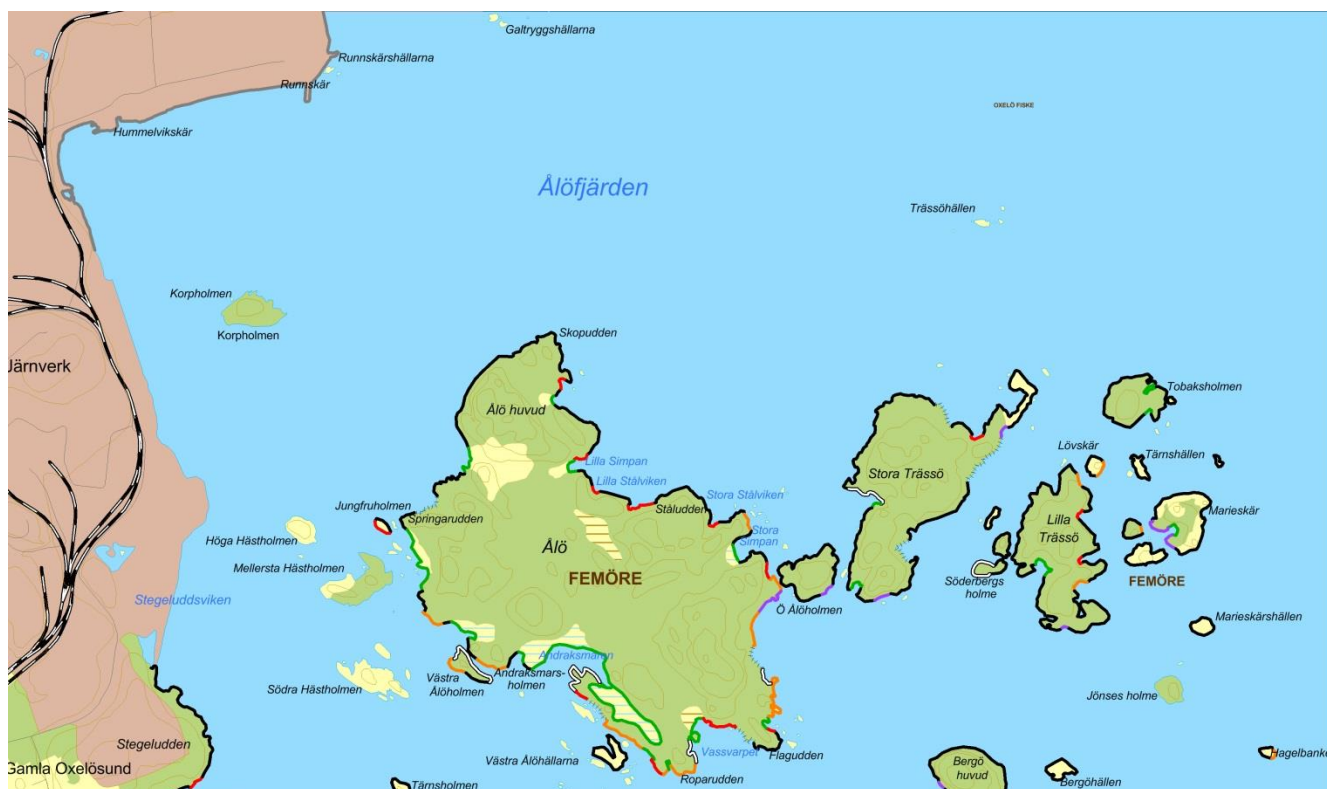 Galtryggshällarna
Runnskärshällarna
Runnskär
OXELÖ FISKE
Hummelvikskär
Ålöfjärden
Trässöhällen
Korpholmen
Korpholmen
Skopudden
Järnverk
Tobaksholmen
Ålö huvud
Lövskär
Tärnshällen
Lilla Simpan
Stora Trässö
Lilla Stålviken
Stora Stålviken
Jungfruholmen
Springarudden
Ståludden
Marieskär
Lilla
Trässö
Stora
Simpan
Höga Hästholmen
Ålö
Mellersta Hästholmen
FEMÖRE
Söderbergs
holme
FEMÖRE
Stegeluddsviken
Ö Ålöholmen
Marieskärshällen
Andraksmaren
Västra
Ålöholmen
Andraksmars-
holmen
Södra Hästholmen
Jönses holme
Stegeludden
Vassvarpet
Flagudden
Hagelbanke
Västra Ålöhällarna
Bergö
huvud
Gamla Oxelösund
Roparudden
Tärnsholmen
Bergöhällen